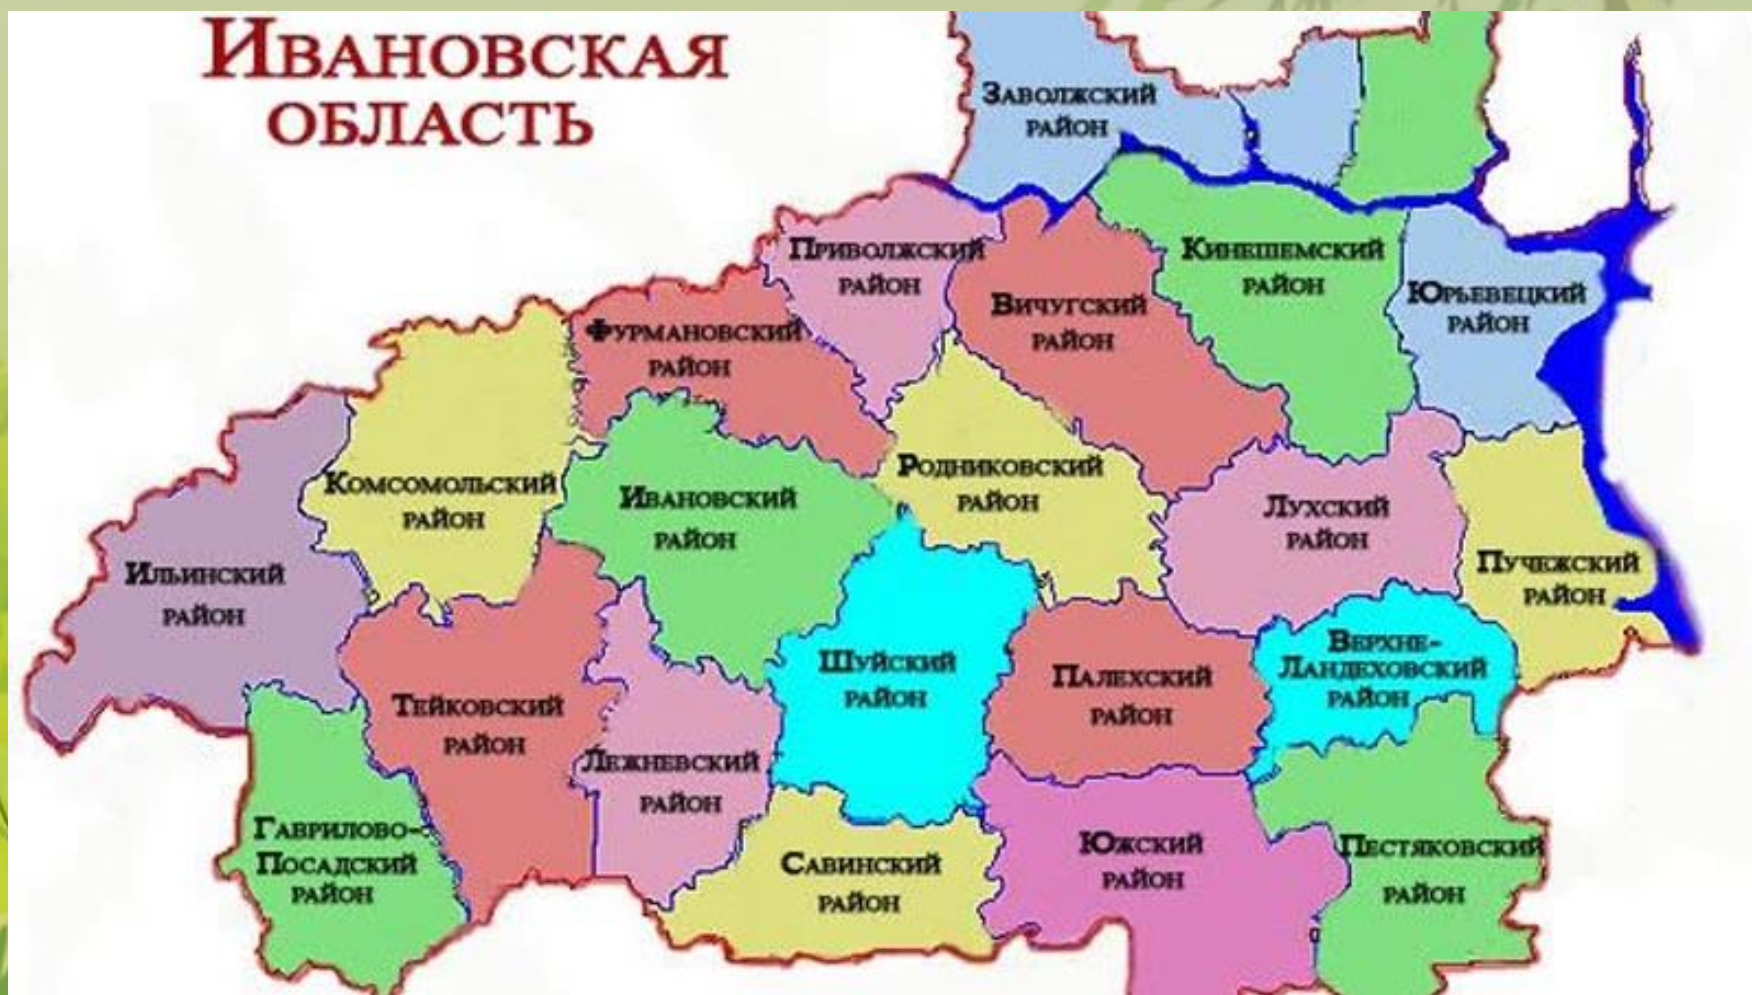 Ивановская
область
Заволжский
район
Приволжский
район
Кинешемский
район
Вичугский
район
Юрьевецкий
район
Фурмановский
район
Комсомольский
район
Ивановский
район
Родниковский
район
Лухский
район
Пучежский
район
Ильинский
район
Верхне-
Ландеховский
район
Шуйский
район
Палехский
район
Тейковский
район
Лежневский
район
Гаврилово-
Посадский
район
Савинский
район
Южский
район
Пестяковский
район